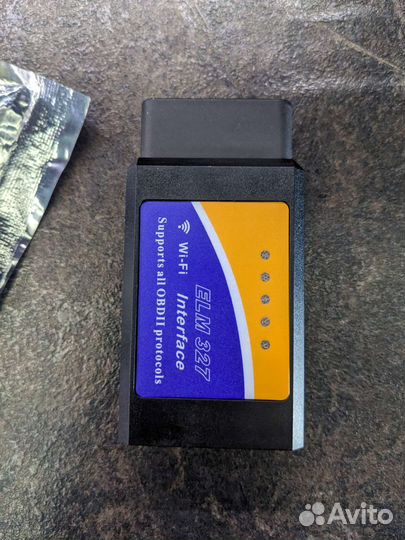 ELM 327
Wi-Fi Interface
Supports all OBDII protocols
Avito